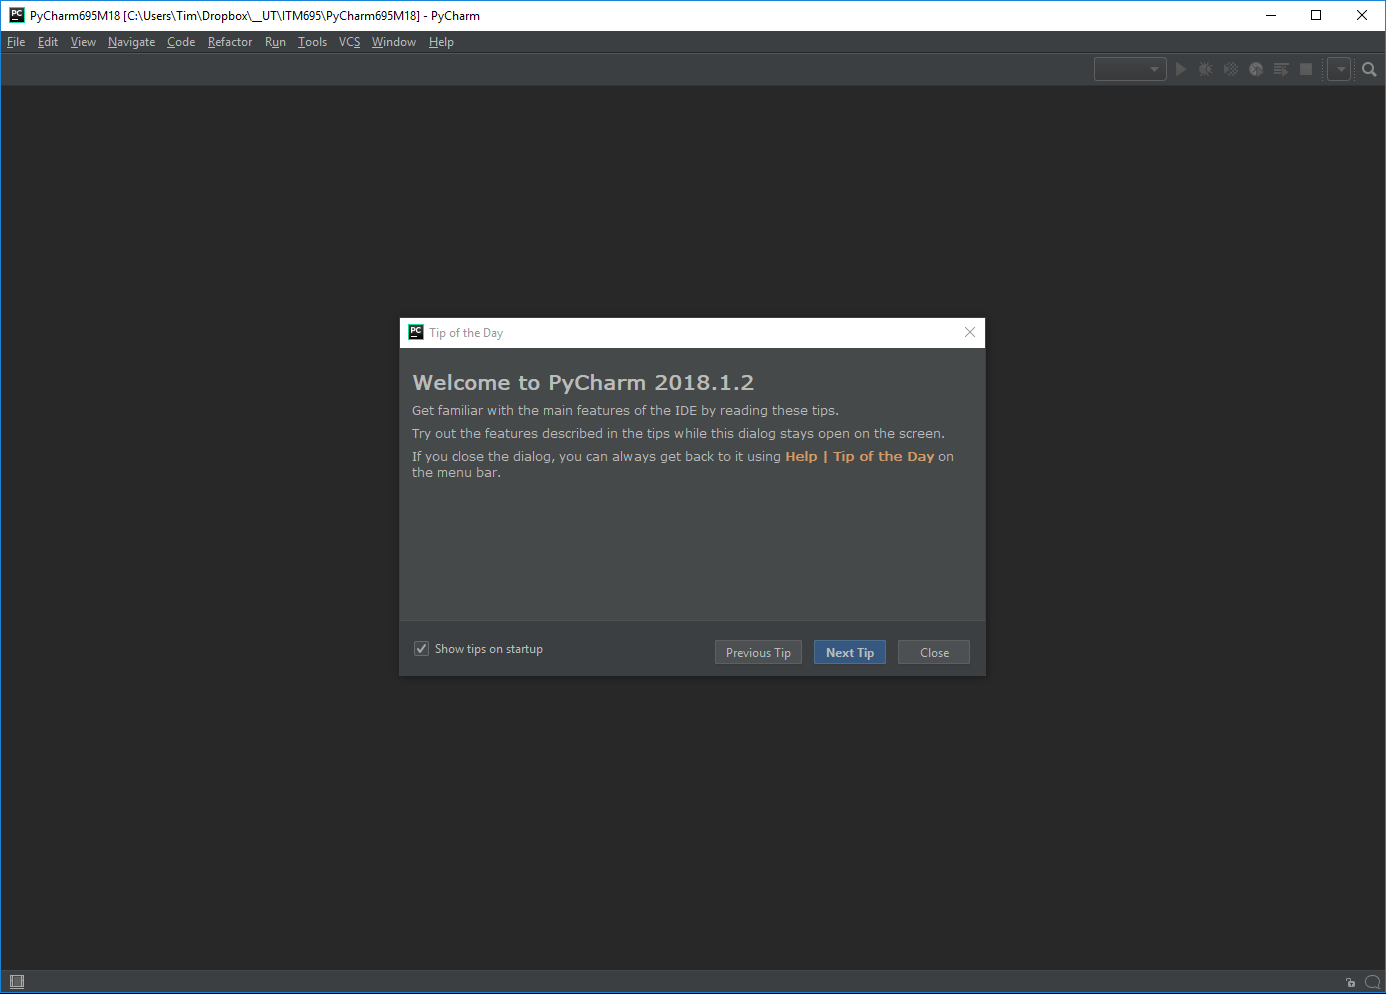 PC PyCharm695M18 [C:\Users\Tim\Dropbox\__UT\ITM695\PyCharm695M18] - PyCharm
File Edit View Navigate Code Refactor Run Tools VCS Window Help
PC Tip of the Day
Welcome to PyCharm 2018.1.2
Get familiar with the main features of the IDE by reading these tips.
Try out the features described in the tips while this dialog stays open on the screen.
If you close the dialog, you can always get back to it using Help | Tip of the Day on
the menu bar.
Show tips on startup Previous Tip Next Tip Close